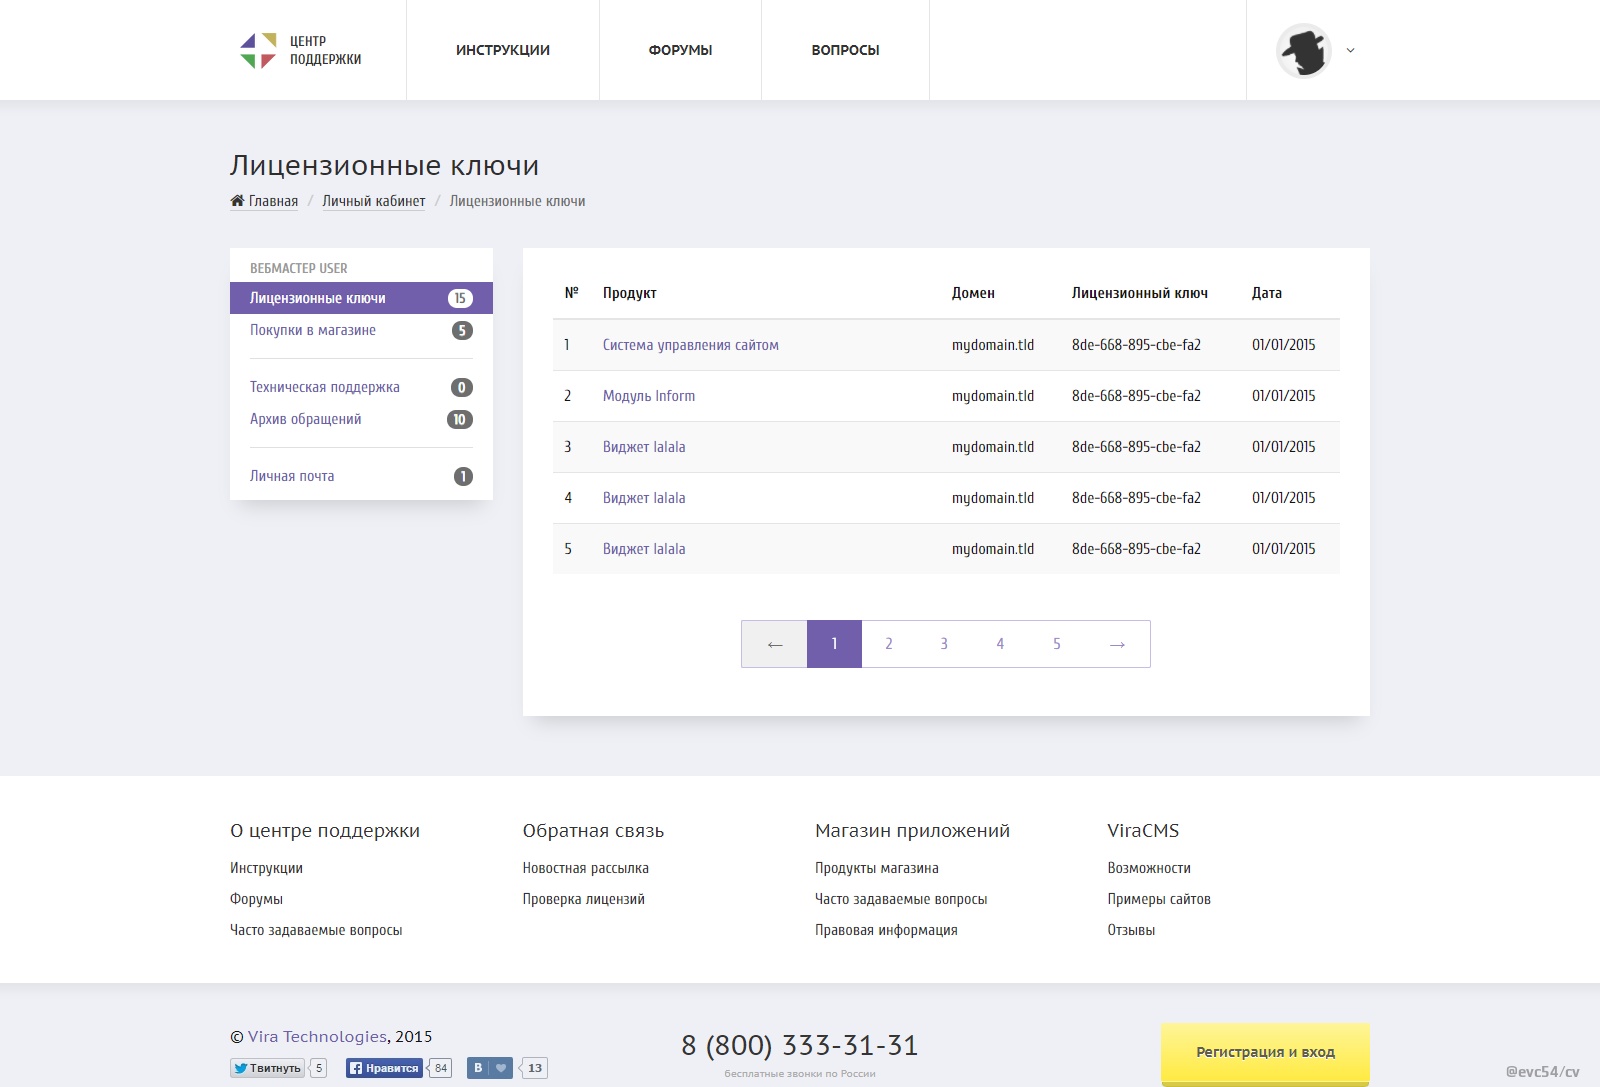 ЦЕНТР
ПОДДЕРЖКИ
ИНСТРУКЦИИ
ФОРУМЫ
ВОПРОСЫ
Лицензионные ключи
Главная / Личный кабинет / Лицензионные ключи
ВЕБМАСТЕР USER
Лицензионные ключи 15
Покупки в магазине 5
Техническая поддержка 0
Архив обращений 10
Личная почта 1
№ Продукт Домен Лицензионный ключ Дата
1 Система управления сайтом mydomain.tld 8de-668-895-cbe-fa2 01/01/2015
2 Модуль Inform mydomain.tld 8de-668-895-cbe-fa2 01/01/2015
3 Виджет lalala mydomain.tld 8de-668-895-cbe-fa2 01/01/2015
4 Виджет lalala mydomain.tld 8de-668-895-cbe-fa2 01/01/2015
5 Виджет lalala mydomain.tld 8de-668-895-cbe-fa2 01/01/2015
← 1 2 3 4 5 →
О центре поддержки
Инструкции
Форумы
Часто задаваемые вопросы
Обратная связь
Новостная рассылка
Проверка лицензий
Магазин приложений
Продукты магазина
Часто задаваемые вопросы
Правовая информация
ViraCMS
Возможности
Примеры сайтов
Отзывы
© Vira Technologies, 2015
Твитнуть 5
Нравится 84
В 13
8 (800) 333-31-31
бесплатные звонки по России
Регистрация и вход
@evc54/cv